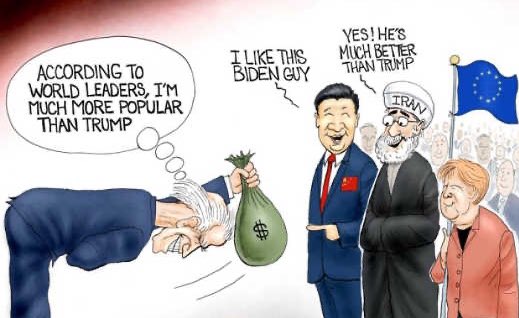 ACCORDING TO
WORLD LEADERS, I'M
MUCH MORE POPULAR
THAN TRUMP
I LIKE THIS
BIDEN GUY
YES! HE'S
MUCH BETTER
THAN TRUMP
IRAN
$